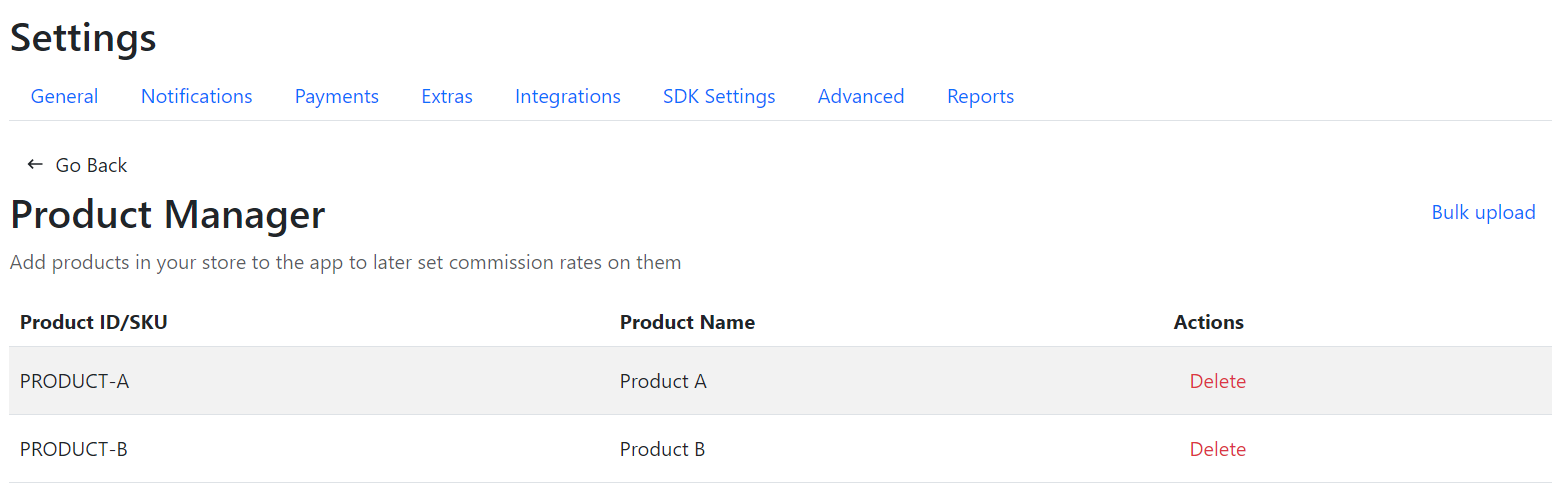 Settings
General Notifications Payments Extras Integrations SDK Settings Advanced Reports
← Go Back
Product Manager Bulk upload
Add products in your store to the app to later set commission rates on them
Product ID/SKU Product Name Actions
PRODUCT-A Product A Delete
PRODUCT-B Product B Delete